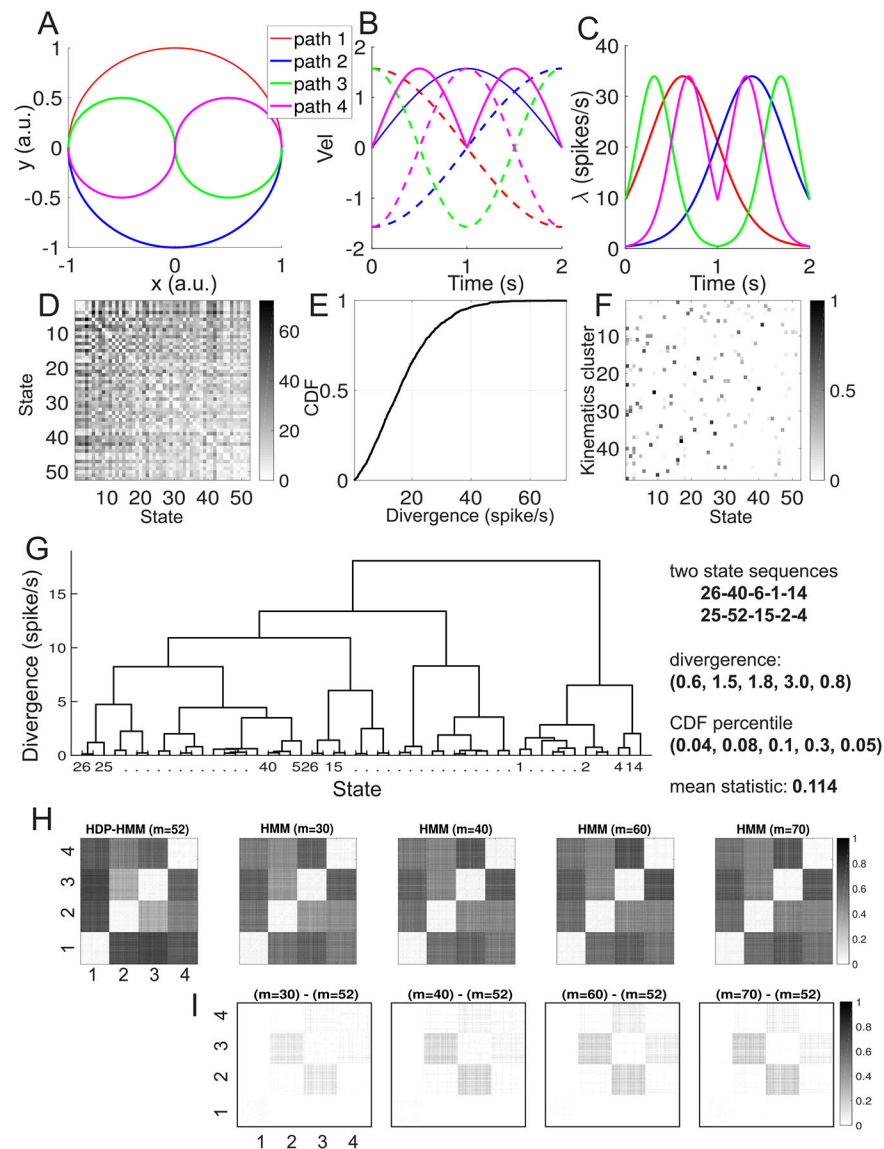 A
B
C
path 1
path 2
path 3
path 4
1
0.5
0
-0.5
-1
y (a.u.)
-1
0
1
x (a.u.)
2
1
0
-1
-2
Vel
0
1
2
Time (s)
40
30
20
10
0
λ (spikes/s)
0
1
2
Time (s)
D
E
F
10
20
30
40
50
State
10 20 30 40 50
State
60
40
20
0
1
0.5
0
CDF
20
40
60
Divergence (spike/s)
10
20
30
40
Kinematics cluster
10 20 30 40 50
State
1
0.5
0
G
15
10
5
0
Divergence (spike/s)
26 25 . . . . . . . . . . . . . . 40 52 6 15 . . . . . . . . . . . . . . 1 . . . . 2 . . 4 14
State
two state sequences
26-40-6-1-14
25-52-15-2-4
divergerence:
(0.6, 1.5, 1.8, 3.0, 0.8)
CDF percentile
(0.04, 0.08, 0.1, 0.3, 0.05)
mean statistic: 0.114
H
HDP-HMM (m=52)
HMM (m=30)
HMM (m=40)
HMM (m=60)
HMM (m=70)
4
3
2
1
1 2 3 4
1
0.8
0.6
0.4
0.2
0
I
(m=30) - (m=52)
(m=40) - (m=52)
(m=60) - (m=52)
(m=70) - (m=52)
4
3
2
1
1 2 3 4
1
0.8
0.6
0.4
0.2
0